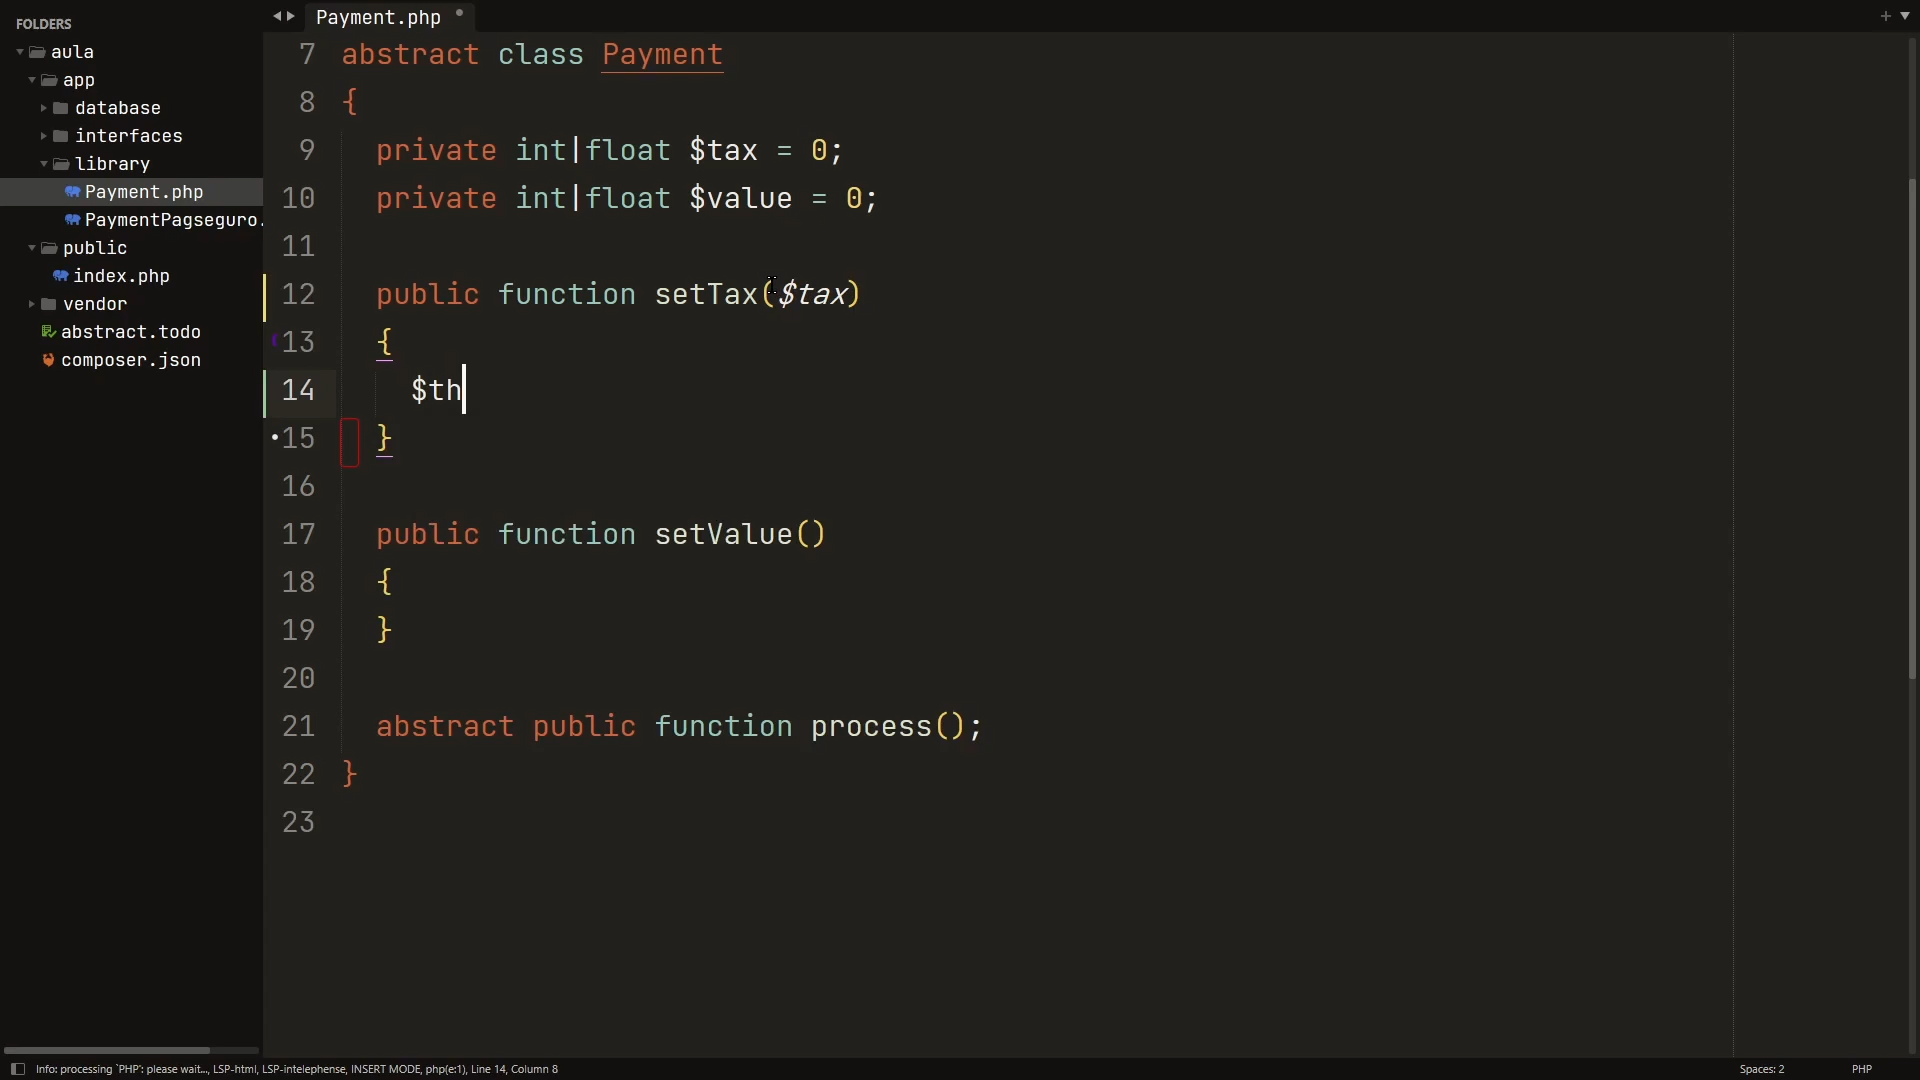 FOLDERS
aula
app
database
interfaces
library
Payment.php
PaymentPagseguro.
public
index.php
vendor
abstract.todo
composer.json
Payment.php
7 abstract class Payment
8 {
9 private int|float $tax = 0;
10 private int|float $value = 0;
11
12 public function setTax($tax)
13 {
14 $th
15 }
16
17 public function setValue()
18 {
19 }
20
21 abstract public function process();
22 }
23
Info: processing `PHP': please wait..., LSP-html, LSP-intelephense, INSERT MODE, php(e:1), Line 14, Column 8
Spaces: 2
PHP